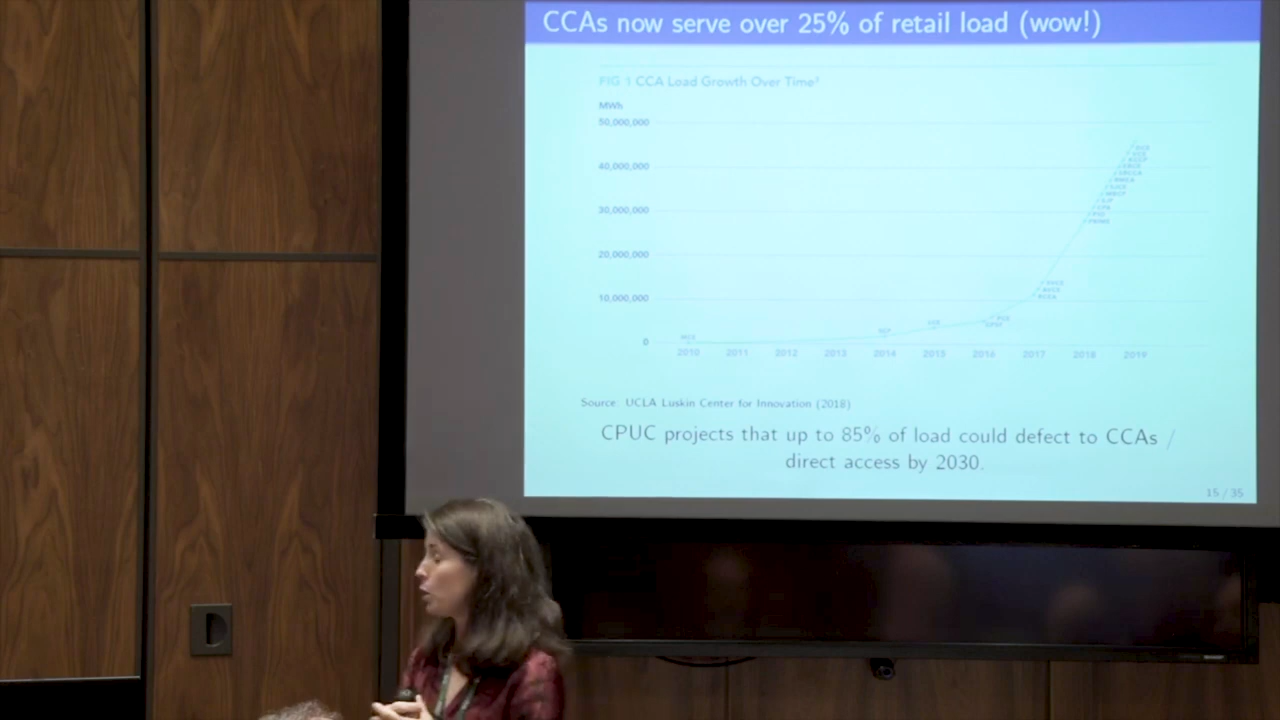 CCAs now serve over 25% of retail load (wow!)
FIG 1 CCA Load Growth Over Time²
MWh
50,000,000
40,000,000
30,000,000
20,000,000
10,000,000
0
2010 2011 2012 2013 2014 2015 2016 2017 2018 2019
Source: UCLA Luskin Center for Innovation (2018)
CPUC projects that up to 85% of load could defect to CCAs /
direct access by 2030.
15 / 35